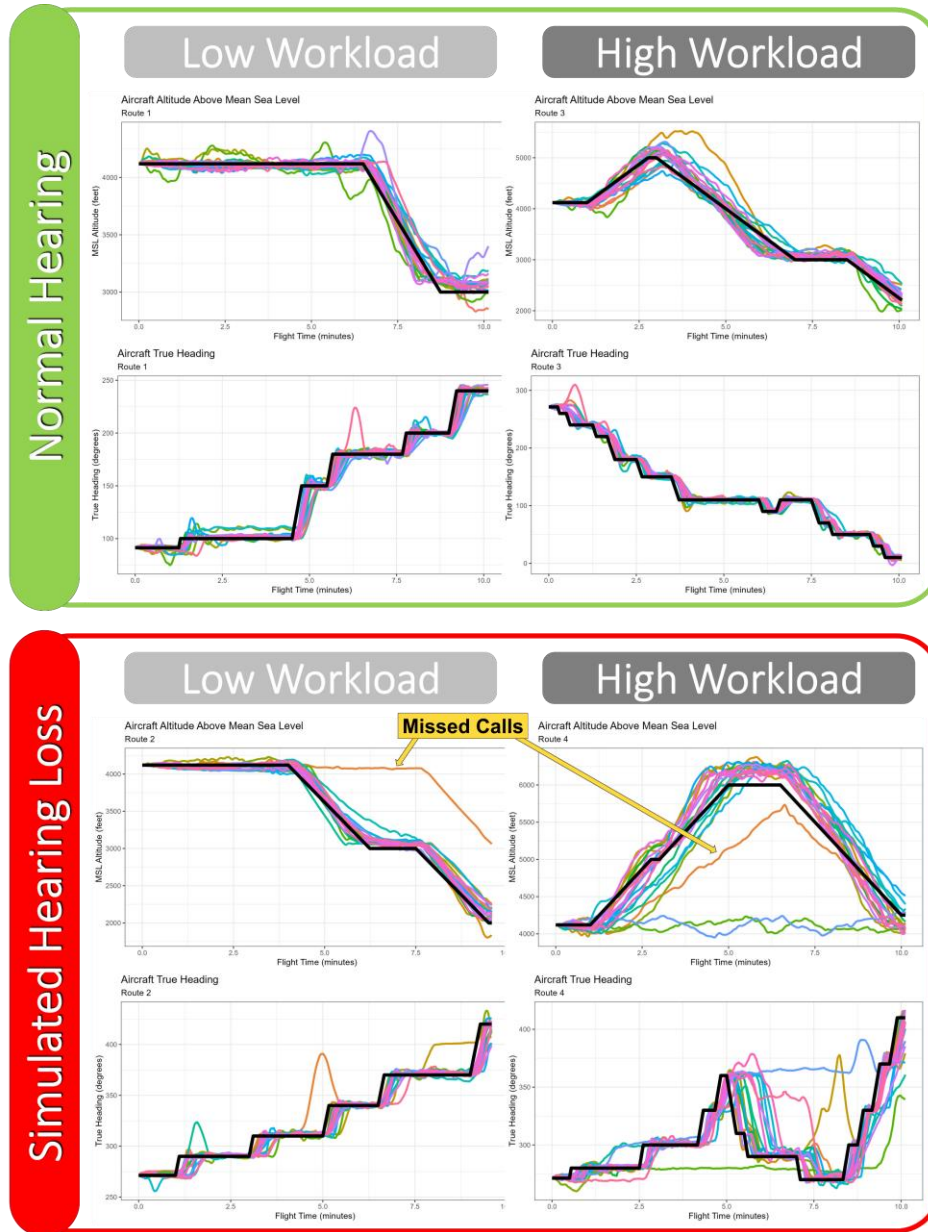 Normal Hearing
Low Workload
High Workload
Aircraft Altitude Above Mean Sea Level
Route 1
MSL Altitude (feet)
4000
3500
3000
0.0
2.5
5.0
7.5
10.0
Flight Time (minutes)
Aircraft Altitude Above Mean Sea Level
Route 3
MSL Altitude (feet)
5000
4000
3000
2000
0.0
2.5
5.0
7.5
10.0
Flight Time (minutes)
Aircraft True Heading
Route 1
True Heading (degrees)
250
200
150
100
0.0
2.5
5.0
7.5
10.0
Flight Time (minutes)
Aircraft True Heading
Route 3
True Heading (degrees)
300
200
100
0
0.0
2.5
5.0
7.5
10.0
Flight Time (minutes)
Simulated Hearing Loss
Low Workload
High Workload
Missed Calls
Aircraft Altitude Above Mean Sea Level
Route 2
MSL Altitude (feet)
4000
3500
3000
2500
2000
0.0
2.5
5.0
7.5
1
Flight Time (minutes)
Aircraft Altitude Above Mean Sea Level
Route 4
MSL Altitude (feet)
6000
5500
5000
4500
4000
0.0
2.5
5.0
7.5
10.0
Flight Time (minutes)
Aircraft True Heading
Route 2
True Heading (degrees)
400
350
300
250
0.0
2.5
5.0
7.5
1
Flight Time (minutes)
Aircraft True Heading
Route 4
True Heading (degrees)
400
350
300
0.0
2.5
5.0
7.5
10.0
Flight Time (minutes)